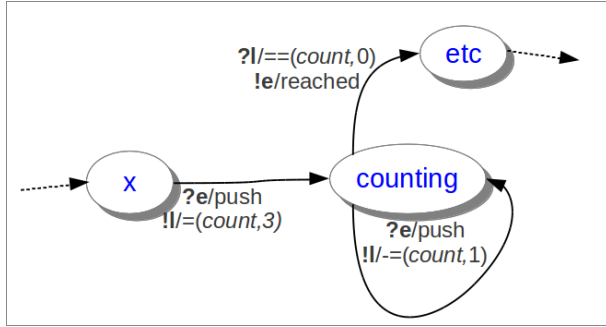 ?l/==(count,0)
!e/reached
etc
x
counting
?e/push
!l/=(count,3)
?e/push
!l/-=(count,1)